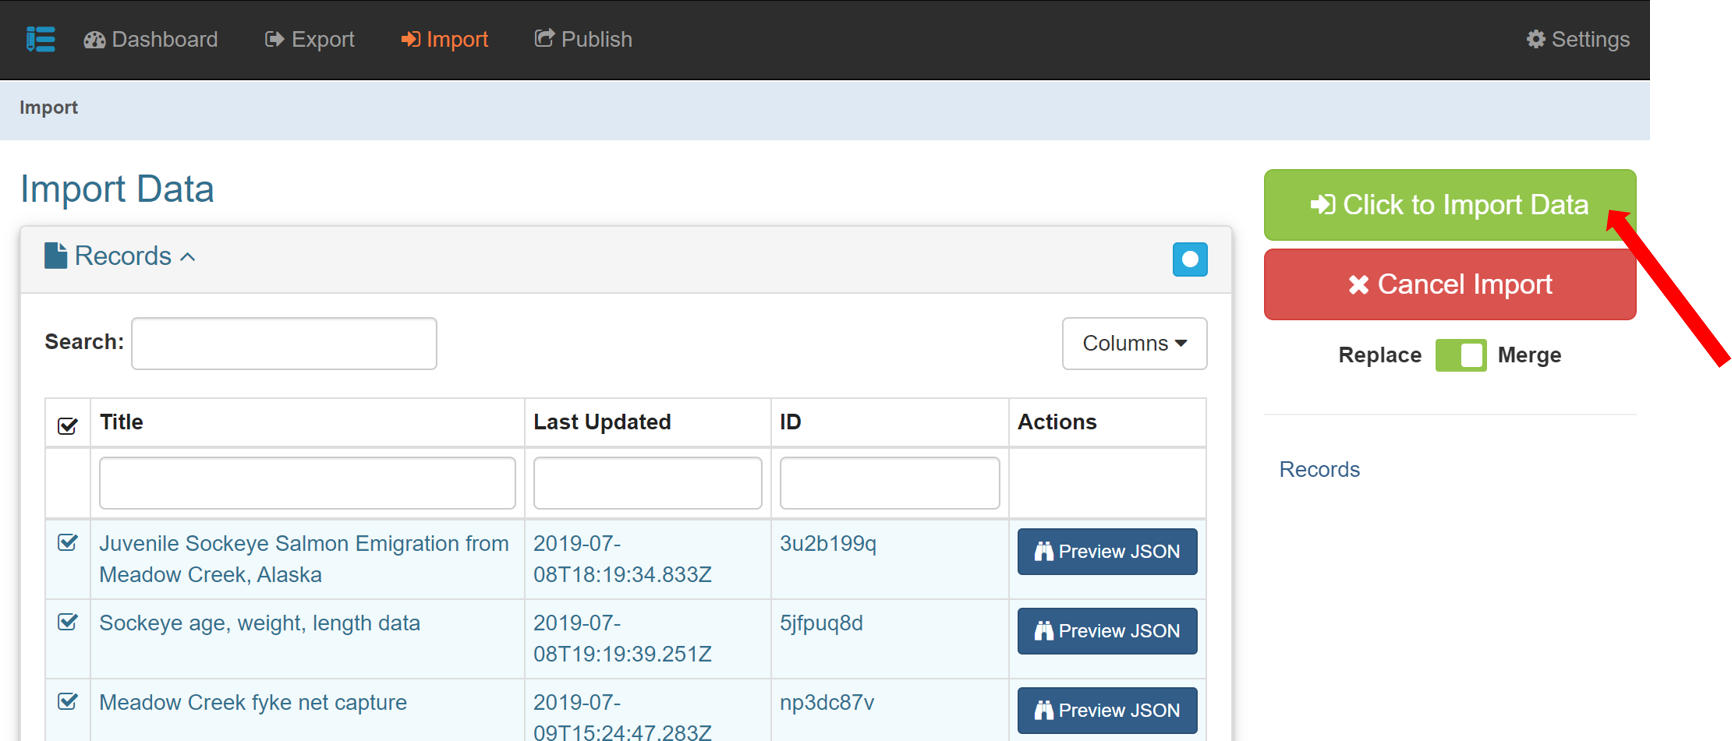 Dashboard Export Import Publish Settings
Import
Import Data
Click to Import Data
Records
Cancel Import
Search:
Columns
Replace Merge
Title Last Updated ID Actions
Records
Juvenile Sockeye Salmon Emigration from 2019-07- 3u2b199q Preview JSON
Meadow Creek, Alaska 08T18:19:34.833Z
Sockeye age, weight, length data 2019-07- 5jfpuq8d Preview JSON
08T19:19:39.251Z
Meadow Creek fyke net capture 2019-07- np3dc87v Preview JSON
09T15:24:47.283Z